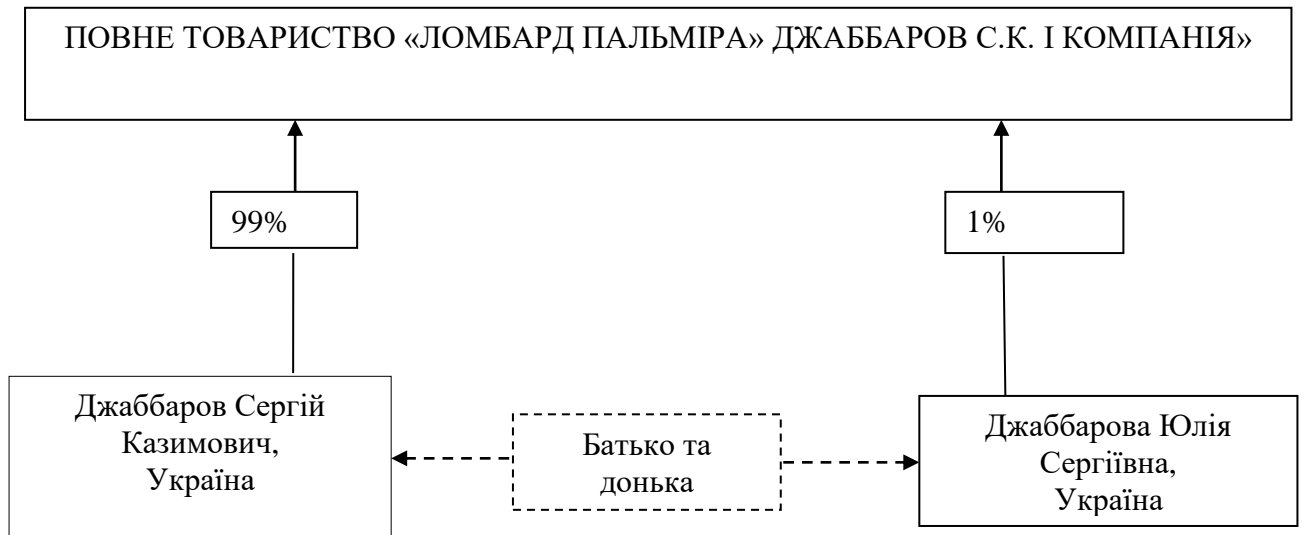 ПОВНЕ ТОВАРИСТВО «ЛОМБАРД ПАЛЬМІРА» ДЖАББАРОВ С.К. І КОМПАНІЯ»
99%
1%
Джаббаров Сергій
Казимович,
Україна
Батько та
донька
Джаббарова Юлія
Сергіївна,
Україна